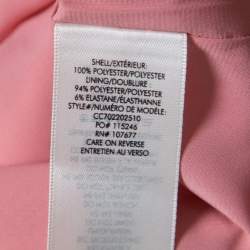 SHELL/EXTÉRIEUR:
100% POLYESTER/POLYESTER
LINING/DOUBLURE :
94% POLYESTER/POLYESTER
6% ELASTANE/ÉLASTHANNE
STYLE#/NUMÉRO DE MODÈLE:
CC702202510
PO# 115246
RN# 107677
CARE ON REVERSE
ENTRETIEN AU VERSO